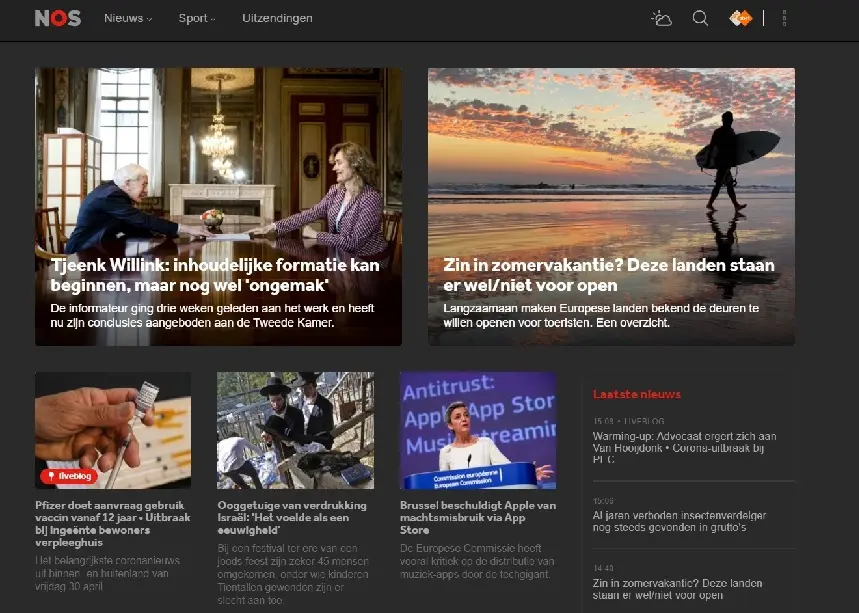 NOS Nieuws Sport Uitzendingen
Tjeenk Willink: inhoudelijke formatie kan
beginnen, maar nog wel 'ongemak'
De informateur ging drie weken geleden aan het werk en heeft
nu zijn conclusies aangeboden aan de Tweede Kamer.
Zin in zomervakantie? Deze landen staan
er wel/niet voor open
Langzaamaan maken Europese landen bekend de deuren te
willen openen voor toeristen. Een overzicht.
liveblog
Pfizer doet aanvraag gebruik
vaccin vanaf 12 jaar • Uitbraak
bij ingeënte bewoners
verpleeghuis
Het belangrijkste coronanieuws
uit binnen- en buitenland van
vrijdag 30 april.
Ooggetuige van verdrukking
Israël: 'Het voelde als een
eeuwigheid'
Bij een festival ter ere van een
joods feest zijn zeker 45 mensen
omgekomen, onder wie kinderen.
Tientallen gewonden zijn er
slecht aan toe.
Antitrust:
Apple App Stor
Musi streamin
Commission européenne
European Commission
Brussel beschuldigt Apple van
machtsmisbruik via App
Store
De Europese Commissie heeft
vooral kritiek op de distributie van
muziek-apps door de techgigant.
Laatste nieuws
15:08 • LIVEBLOG
Warming-up: Advocaat ergert zich aan
Van Hooijdonk • Corona-uitbraak bij
PEC
15:06
Al jaren verboden insectenverdelger
nog steeds gevonden in grutto's
14:40
Zin in zomervakantie? Deze landen
staan er wel/niet voor open